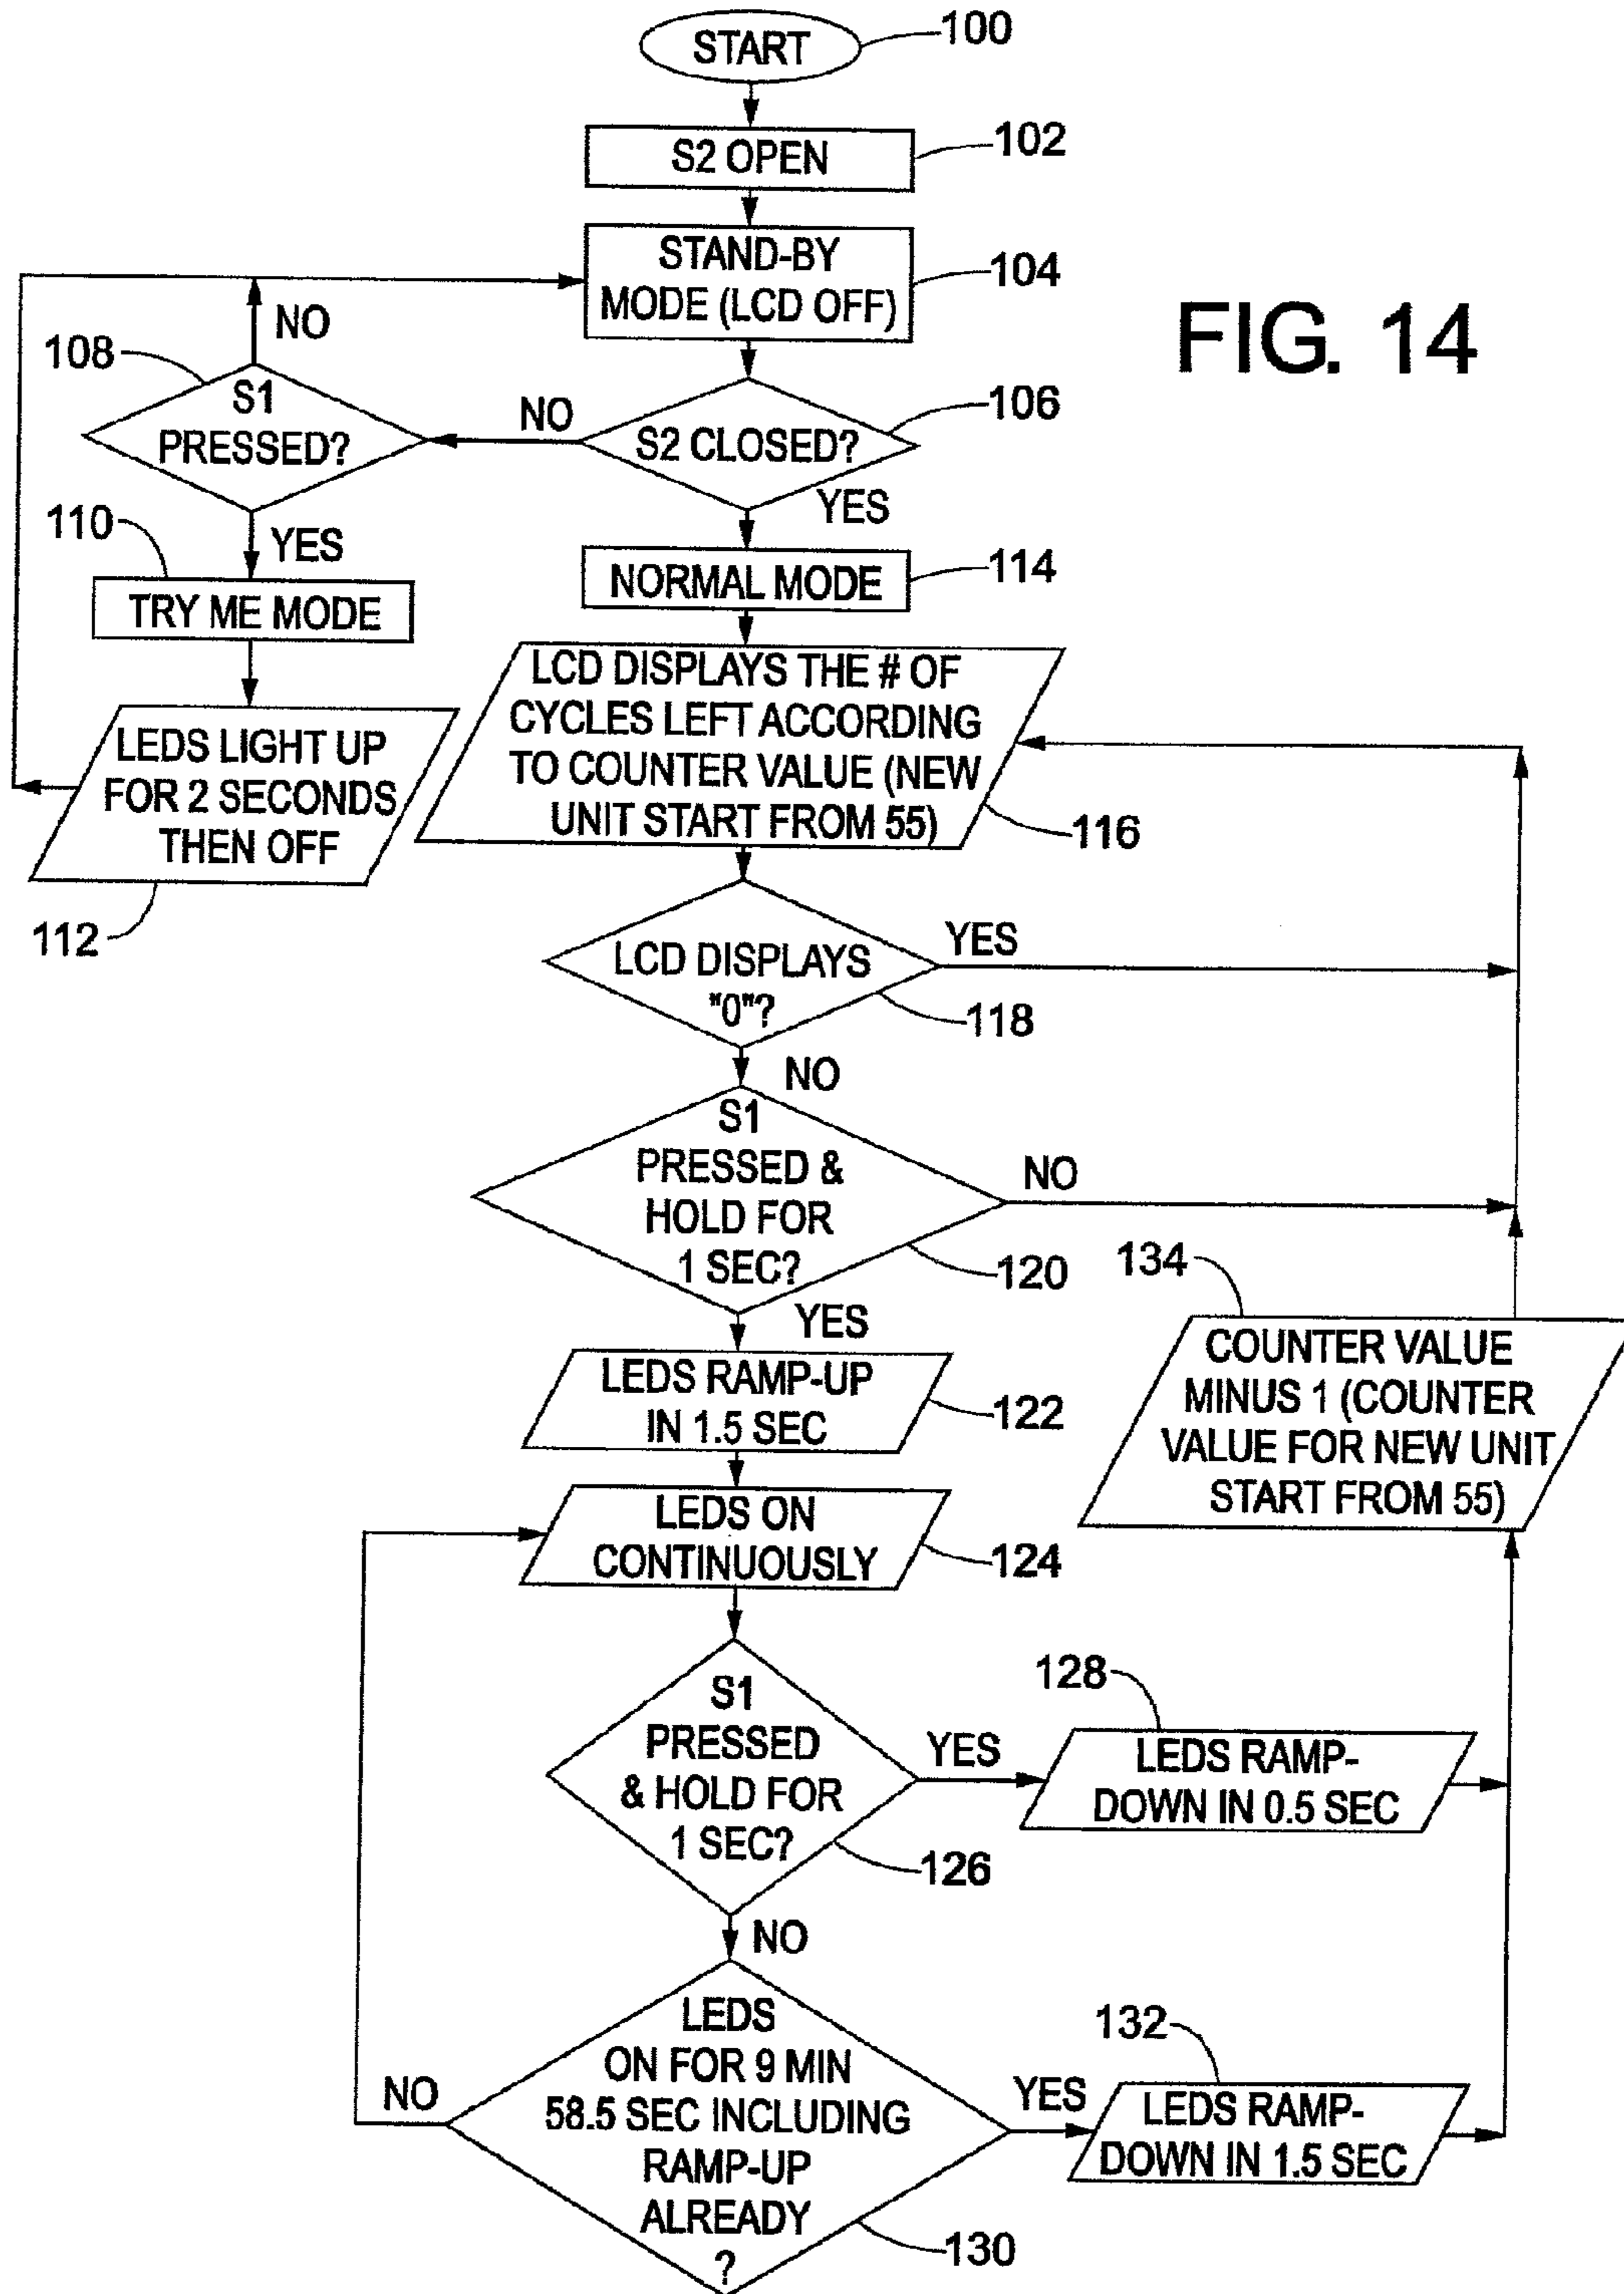 START
100
S2 OPEN
102
STAND-BY
MODE (LCD OFF)
104
FIG. 14
NO
108
S1
PRESSED?
NO
S2 CLOSED?
106
YES
110
YES
TRY ME MODE
NORMAL MODE
114
LEDS LIGHT UP
FOR 2 SECONDS
THEN OFF
112
LCD DISPLAYS THE # OF
CYCLES LEFT ACCORDING
TO COUNTER VALUE (NEW
UNIT START FROM 55)
116
LCD DISPLAYS
"0"?
YES
118
NO
S1
PRESSED &
HOLD FOR
1 SEC?
NO
120
YES
134
COUNTER VALUE
MINUS 1 (COUNTER
VALUE FOR NEW UNIT
START FROM 55)
LEDS RAMP-UP
IN 1.5 SEC
122
LEDS ON
CONTINUOUSLY
124
S1
PRESSED
& HOLD FOR
1 SEC?
YES
126
128
LEDS RAMP-
DOWN IN 0.5 SEC
NO
LEDS
ON FOR 9 MIN
58.5 SEC INCLUDING
RAMP-UP
ALREADY
?
NO
YES
130
132
LEDS RAMP-
DOWN IN 1.5 SEC